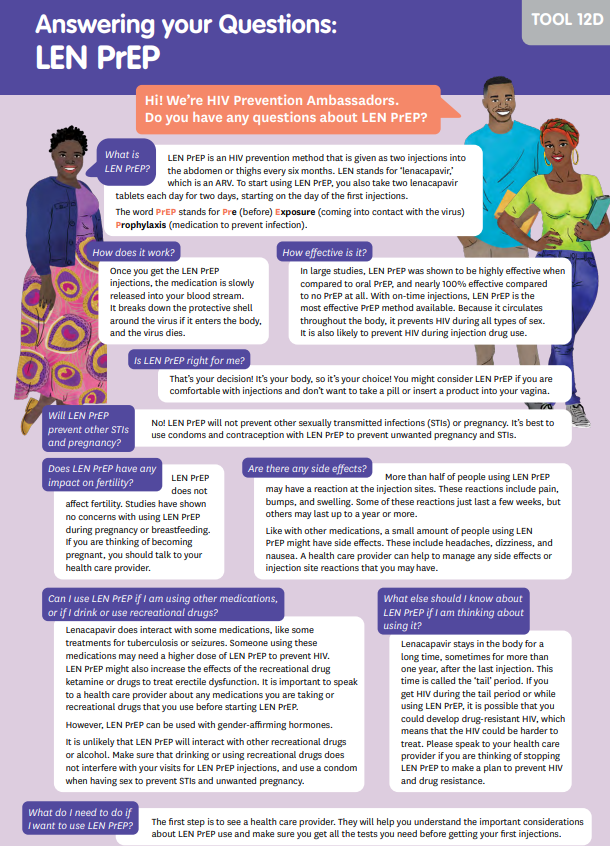 Answering your Questions:
LEN PrEP
TOOL 12D
Hi! We're HIV Prevention Ambassadors.
Do you have any questions about LEN PrEP?
What is
LEN PrEP?
LEN PrEP is an HIV prevention method that is given as two injections into
the abdomen or thighs every six months. LEN stands for 'lenacapavir,'
which is an ARV. To start using LEN PrEP, you also take two lenacapavir
tablets each day for two days, starting on the day of the first injections.
The word PrEP stands for Pre (before) Exposure (coming into contact with the virus)
Prophylaxis (medication to prevent infection).
How does it work?
Once you get the LEN PrEP
injections, the medication is slowly
released into your blood stream.
It breaks down the protective shell
around the virus if it enters the body,
and the virus dies.
How effective is it?
In large studies, LEN PrEP was shown to be highly effective when
compared to oral PrEP, and nearly 100% effective compared
to no PrEP at all. With on-time injections, LEN PrEP is the
most effective PrEP method available. Because it circulates
throughout the body, it prevents HIV during all types of sex.
It is also likely to prevent HIV during injection drug use.
Is LEN PrEP right for me?
That's your decision! It's your body, so it's your choice! You might consider LEN PrEP if you are
comfortable with injections and don't want to take a pill or insert a product into your vagina.
Will LEN PrEP
prevent other STIs
and pregnancy?
No! LEN PrEP will not prevent other sexually transmitted infections (STIs) or pregnancy. It's best to
use condoms and contraception with LEN PrEP to prevent unwanted pregnancy and STIs.
Does LEN PrEP have any
impact on fertility?
LEN PrEP
does not
affect fertility. Studies have shown
no concerns with using LEN PrEP
during pregnancy or breastfeeding.
If you are thinking of becoming
pregnant, you should talk to your
health care provider.
Are there any side effects?
More than half of people using LEN PrEP
may have a reaction at the injection sites. These reactions include pain,
bumps, and swelling. Some of these reactions just last a few weeks, but
others may last up to a year or more.
Like with other medications, a small amount of people using LEN
PrEP might have side effects. These include headaches, dizziness, and
nausea. A health care provider can help to manage any side effects or
injection site reactions that you may have.
Can I use LEN PrEP if I am using other medications,
or if I drink or use recreational drugs?
Lenacapavir does interact with some medications, like some
treatments for tuberculosis or seizures. Someone using these
medications may need a higher dose of LEN PrEP to prevent HIV.
LEN PrEP might also increase the effects of the recreational drug
ketamine or drugs to treat erectile dysfunction. It is important to speak
to a health care provider about any medications you are taking or
recreational drugs that you use before starting LEN PrEP.
However, LEN PrEP can be used with gender-affirming hormones.
It is unlikely that LEN PrEP will interact with other recreational drugs
or alcohol. Make sure that drinking or using recreational drugs does
not interfere with your visits for LEN PrEP injections, and use a condom
when having sex to prevent STIs and unwanted pregnancy.
What else should I know about
LEN PrEP if I am thinking about
using it?
Lenacapavir stays in the body for a
long time, sometimes for more than
one year, after the last injection. This
time is called the 'tail' period. If you
get HIV during the tail period or while
using LEN PrEP, it is possible that you
could develop drug-resistant HIV, which
means that the HIV could be harder to
treat. Please speak to your health care
provider if you are thinking of stopping
LEN PrEP to make a plan to prevent HIV
and drug resistance.
What do I need to do if
I want to use LEN PrEP?
The first step is to see a health care provider. They will help you understand the important considerations
about LEN PrEP use and make sure you get all the tests you need before getting your first injections.